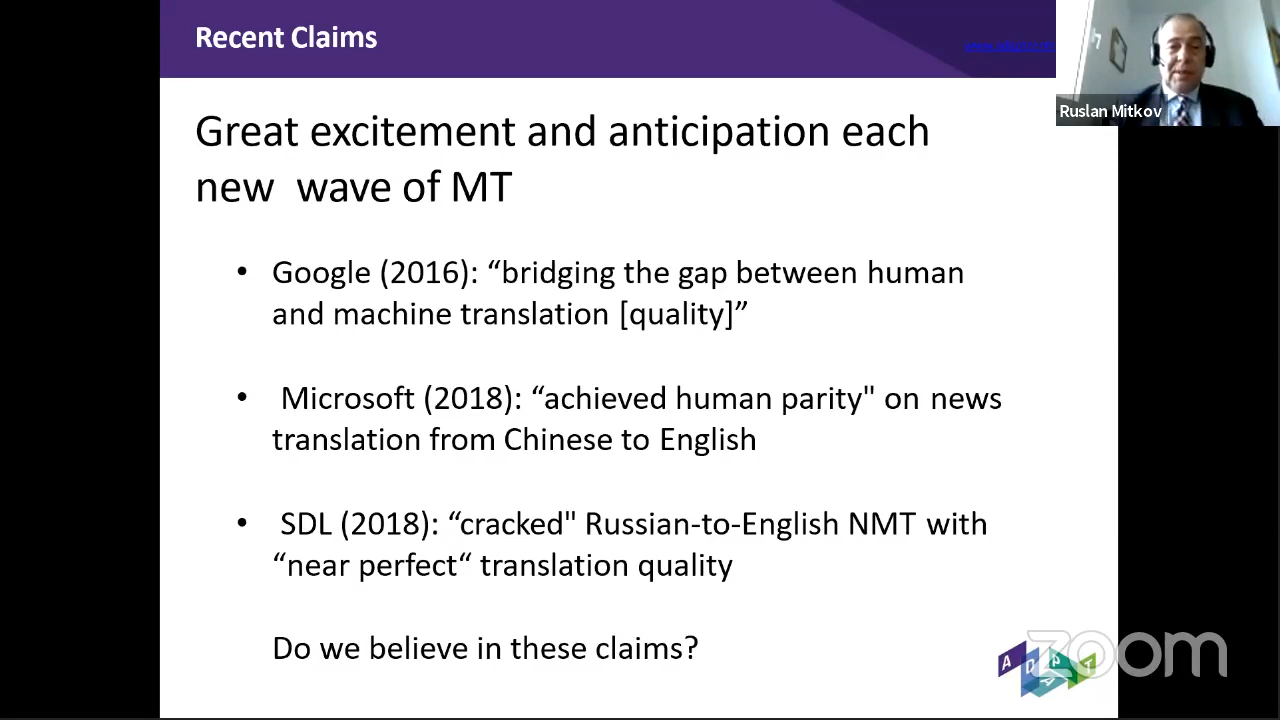 Recent Claims
Ruslan Mitkov
Great excitement and anticipation each
new  wave of MT
• Google (2016): “bridging the gap between human
and machine translation [quality]”
• Microsoft (2018): “achieved human parity" on news
translation from Chinese to English
• SDL (2018): “cracked" Russian-to-English NMT with
“near perfect“ translation quality
Do we believe in these claims?
ADAPT
zoom